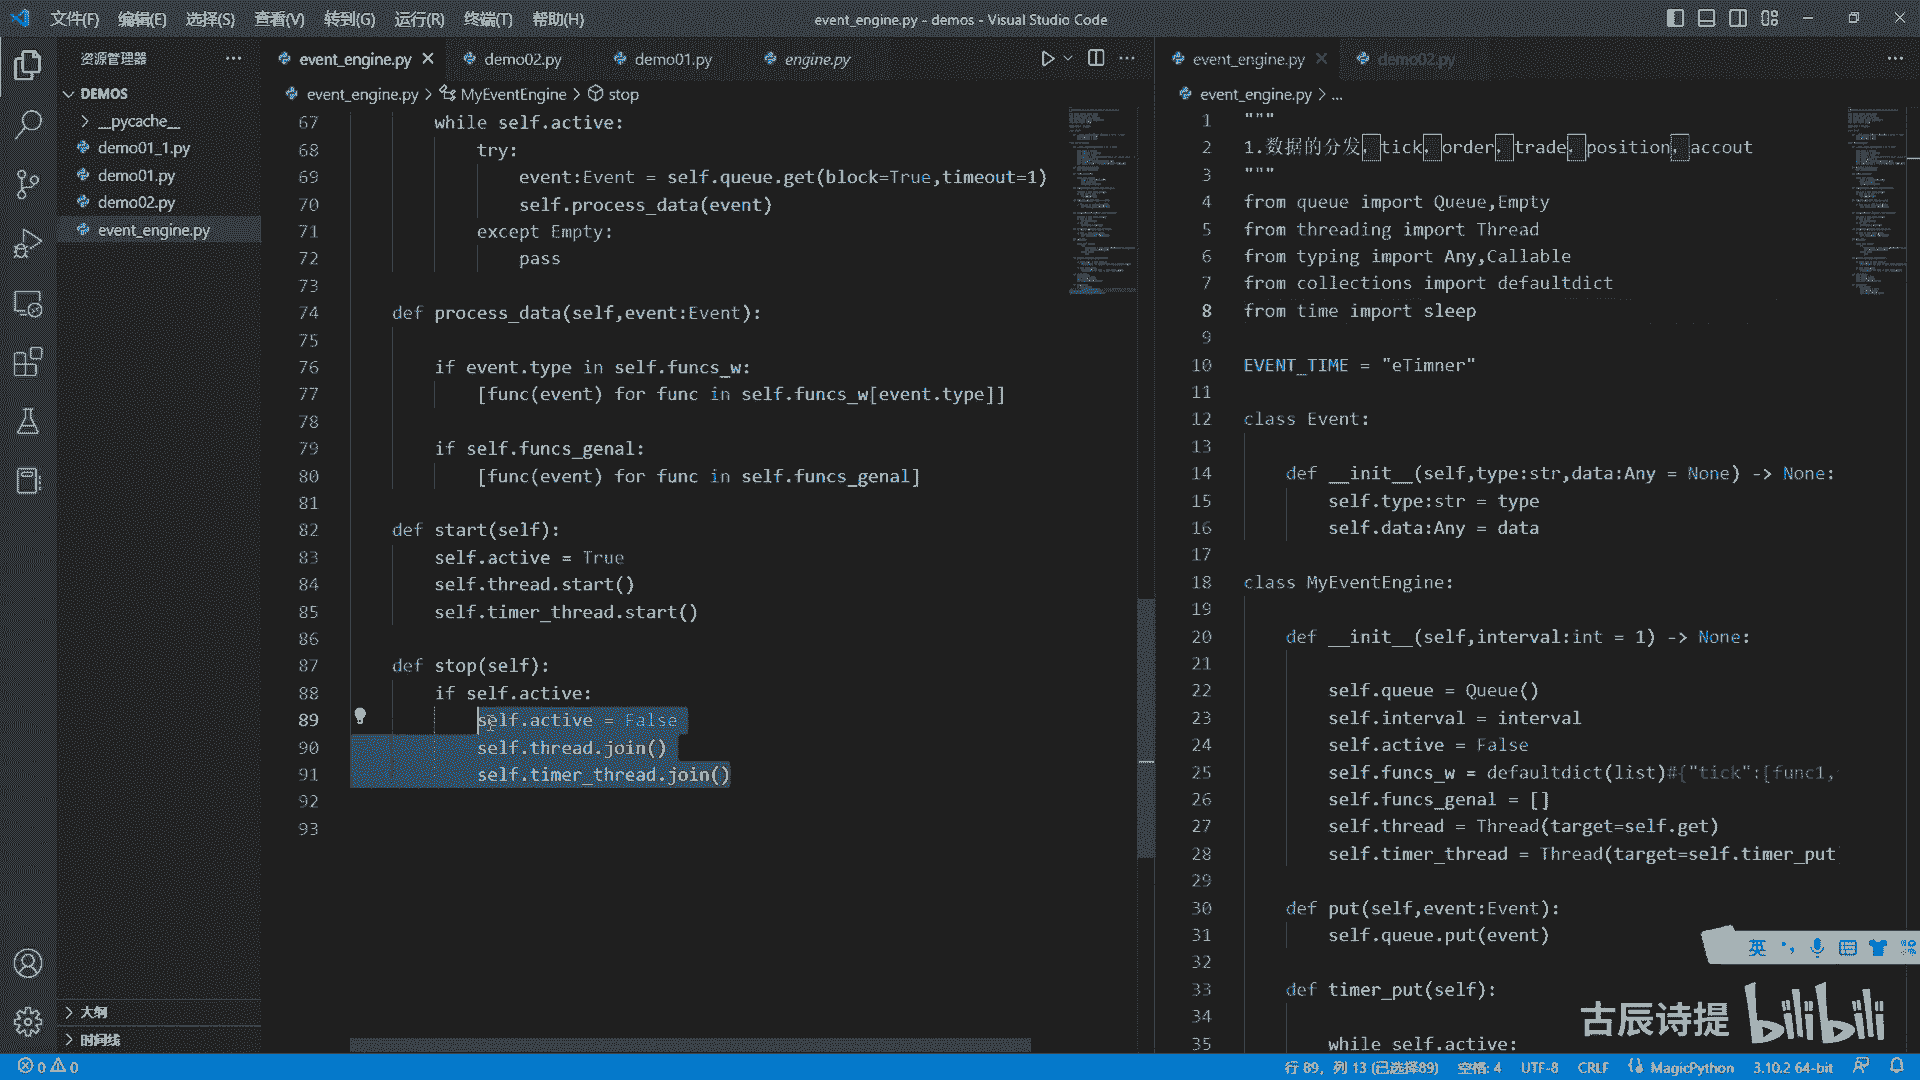 文件(F) 编辑(E) 选择(S) 查看(V) 转到(G) 运行(R) 终端(T) 帮助(H)
event_engine.py - demos - Visual Studio Code
资源管理器
DEMOS
__pycache__
demo01_1.py
demo01.py
demo02.py
event_engine.py
大纲
时间线
event_engine.py demo02.py demo01.py engine.py
event_engine.py > MyEventEngine > stop
67 while self.active:
68 try:
69 event:Event = self.queue.get(block=True,timeout=1)
70 self.process_data(event)
71 except Empty:
72 pass
73
74 def process_data(self,event:Event):
75
76 if event.type in self.funcs_w:
77 [func(event) for func in self.funcs_w[event.type]]
78
79 if self.funcs_genal:
80 [func(event) for func in self.funcs_genal]
81
82 def start(self):
83 self.active = True
84 self.thread.start()
85 self.timer_thread.start()
86
87 def stop(self):
88 if self.active:
89 self.active = False
90 self.thread.join()
91 self.timer_thread.join()
92
93
event_engine.py demo02.py
event_engine.py > ...
1 """
2 1.数据的分发，tick，order，trade，position，accout
3 """
4 from queue import Queue,Empty
5 from threading import Thread
6 from typing import Any,Callable
7 from collections import defaultdict
8 from time import sleep
9
10 EVENT_TIME = "eTimner"
11
12 class Event:
13
14 def __init__(self,type:str,data:Any = None) -> None:
15 self.type:str = type
16 self.data:Any = data
17
18 class MyEventEngine:
19
20 def __init__(self,interval:int = 1) -> None:
21
22 self.queue = Queue()
23 self.interval = interval
24 self.active = False
25 self.funcs_w = defaultdict(list)#{"tick":[func1,
26 self.funcs_genal = []
27 self.thread = Thread(target=self.get)
28 self.timer_thread = Thread(target=self.timer_put
29
30 def put(self,event:Event):
31 self.queue.put(event)
32
33 def timer_put(self):
34
35 while self.active:
英
古辰诗提 bilibili
0 0
行 89，列 13 (已选择89) 空格: 4 UTF-8 CRLF MagicPython 3.10.2 64-bit